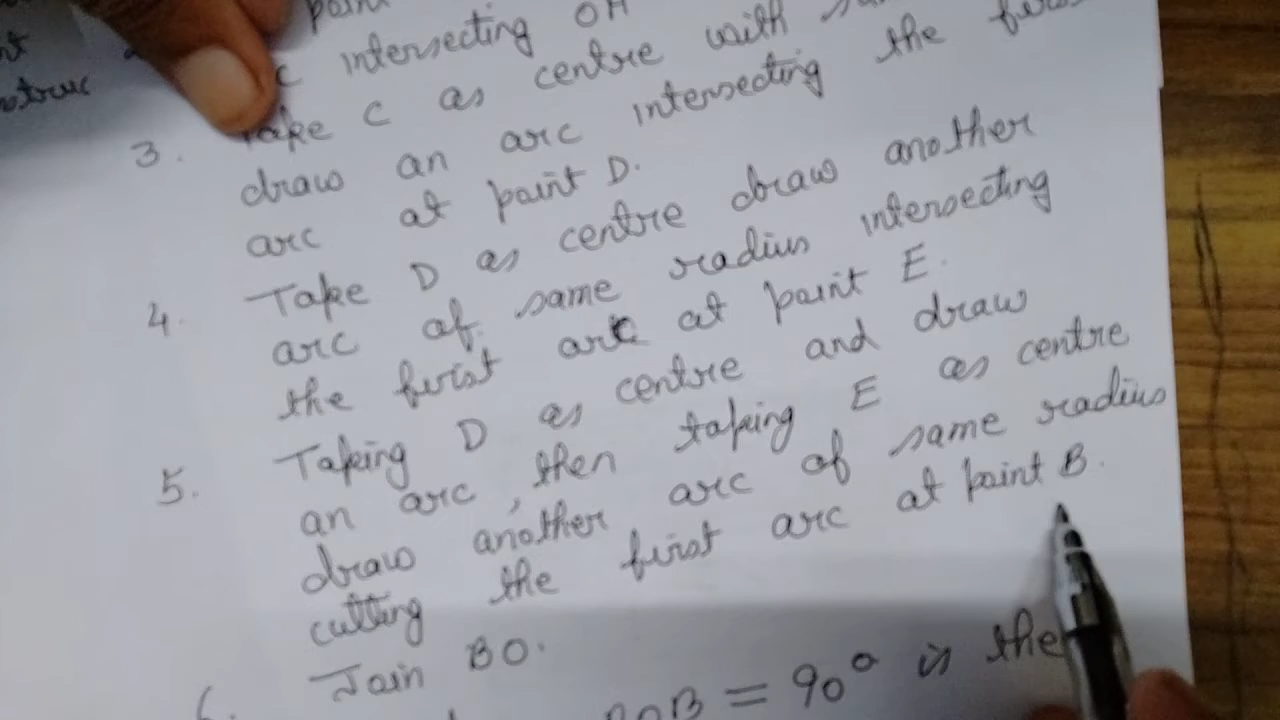 point
C intersecting OA
3. Take C as centre with
draw an arc intersecting the
arc at point D.
4. Take D as centre draw another
arc of same radius intersecting
the first arc at point E.
5. Taking D as centre and draw
an arc, then taking E as centre
draw another arc of same radius
cutting the first arc at point B.
Join BO.
6. = 90° is the